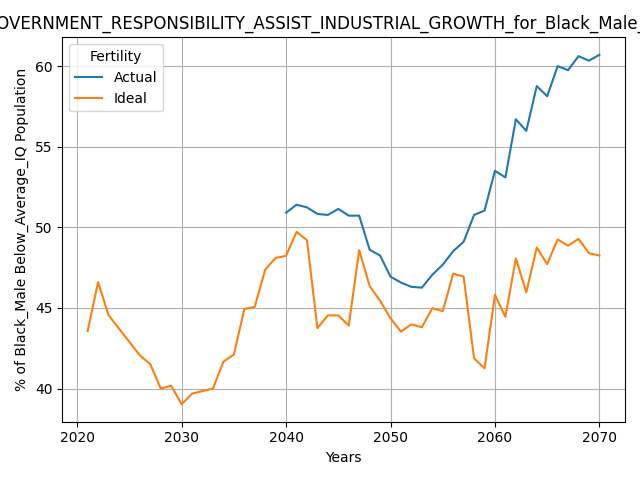 OVERNMENT_RESPONSIBILITY_ASSIST_INDUSTRIAL_GROWTH_for_Black_Male_
Fertility
Actual
Ideal
% of Black_Male Below_Average_IQ Population
60
55
50
45
40
2020 2030 2040 2050 2060 2070
Years